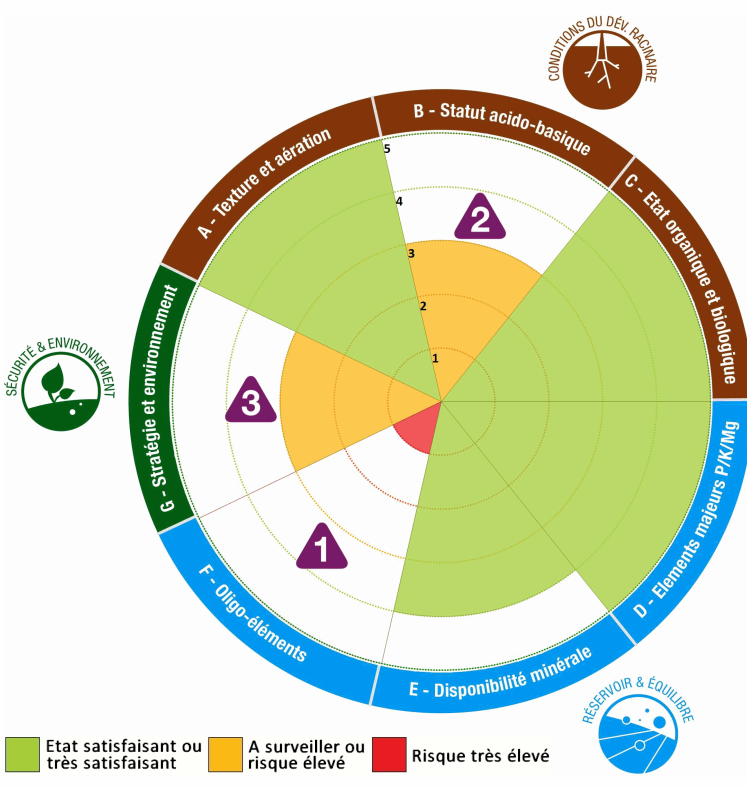 CONDITIONS DU DÉV. RACINAIRE
B - Statut acido-basique
A - Texture et aération
C - Etat organique et biologique
5
4
3
2
1
2
SÉCURITÉ & ENVIRONNEMENT
G - Stratégie et environnement
3
1
D - Elements majeurs P/K/Mg
F - Oligo-éléments
E - Disponibilité minérale
RÉSERVOIR & ÉQUILIBRE
Etat satisfaisant ou
très satisfaisant
A surveiller ou
risque élevé
Risque très élevé